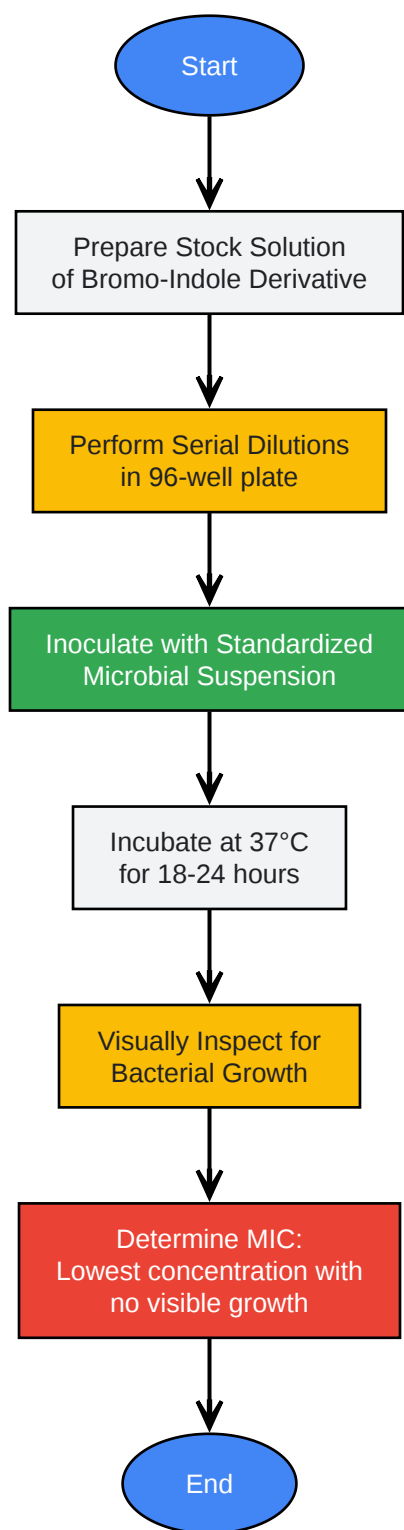 Start
Prepare Stock Solution
of Bromo-Indole Derivative
Perform Serial Dilutions
in 96-well plate
Inoculate with Standardized
Microbial Suspension
Incubate at 37°C
for 18-24 hours
Visually Inspect for
Bacterial Growth
Determine MIC:
Lowest concentration with
no visible growth
End